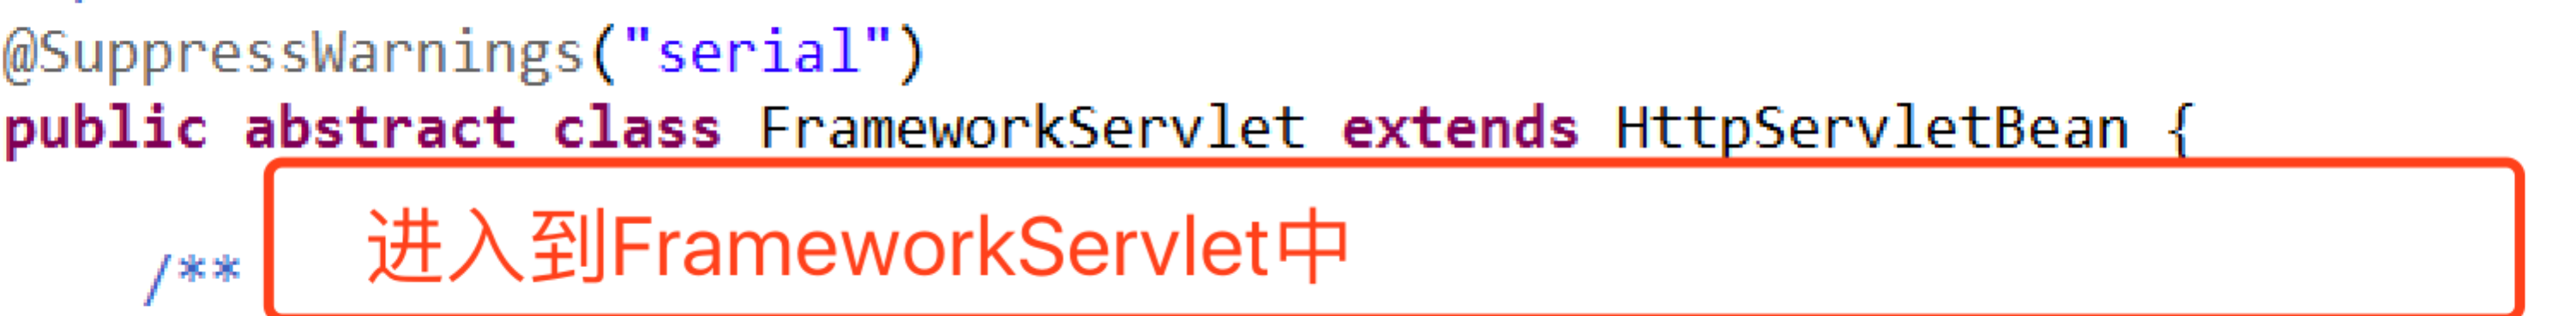 @SuppressWarnings("serial")
public abstract class FrameworkServlet extends HttpServletBean {
进入到FrameworkServlet中
/**